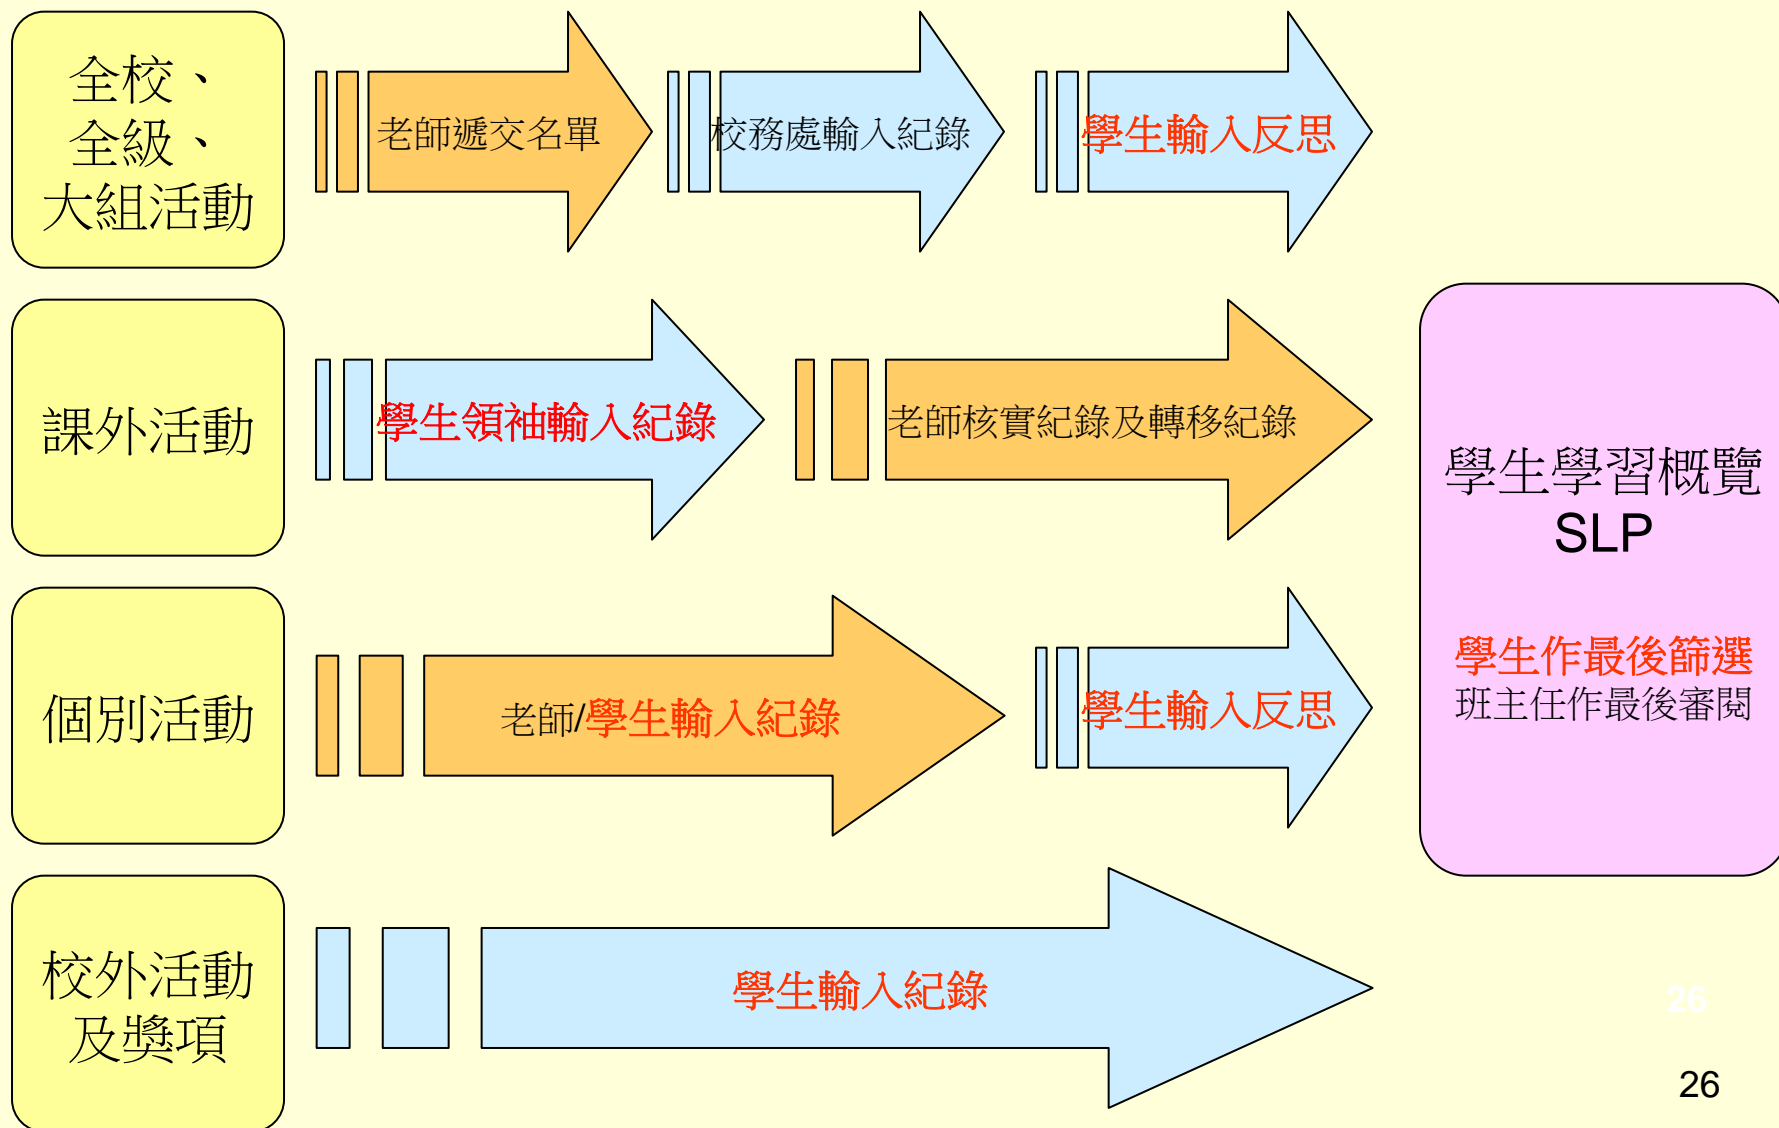 全校、
全級、
大組活動
老師遞交名單
校務處輸入紀錄
學生輸入反思
課外活動
學生領袖輸入紀錄
老師核實紀錄及轉移紀錄
個別活動
老師/學生輸入紀錄
學生輸入反思
校外活動
及獎項
學生輸入紀錄
學生學習概覽
SLP
學生作最後篩選
班主任作最後審閱
26
26